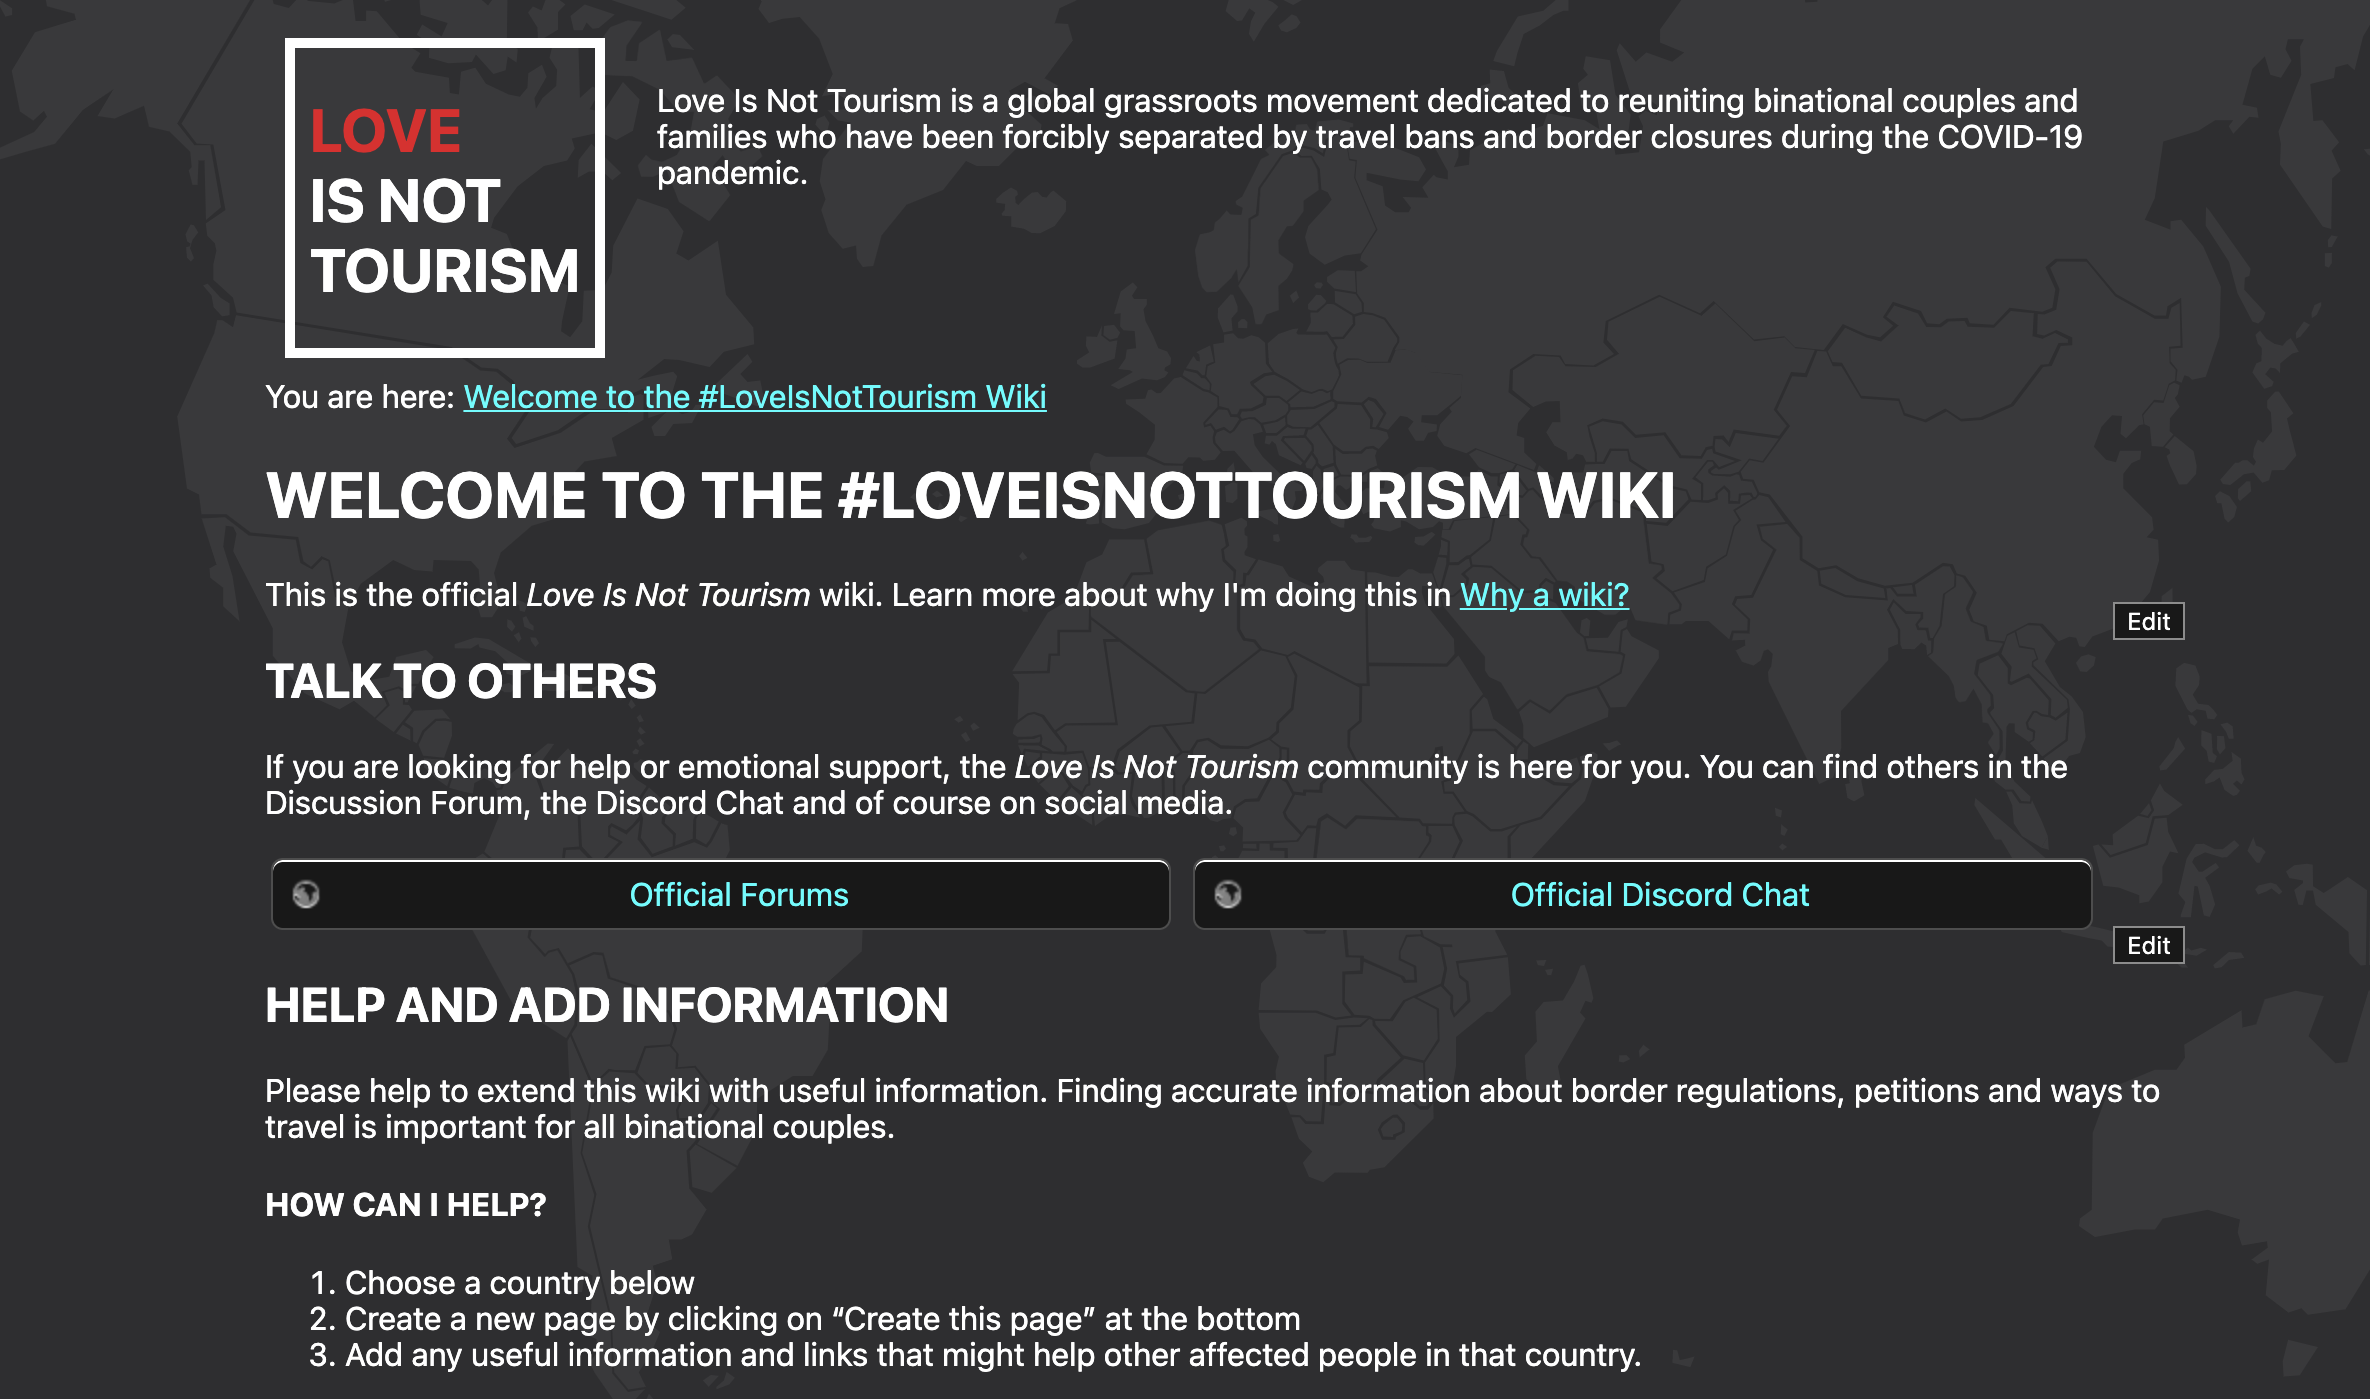 LOVE
IS NOT
TOURISM
Love Is Not Tourism is a global grassroots movement dedicated to reuniting binational couples and
families who have been forcibly separated by travel bans and border closures during the COVID-19
pandemic.
You are here: Welcome to the #LoveIsNotTourism Wiki
WELCOME TO THE #LOVEISNOTTOURISM WIKI
This is the official Love Is Not Tourism wiki. Learn more about why I'm doing this in Why a wiki?
Edit
TALK TO OTHERS
If you are looking for help or emotional support, the Love Is Not Tourism community is here for you. You can find others in the
Discussion Forum, the Discord Chat and of course on social media.
Official Forums
Official Discord Chat
Edit
HELP AND ADD INFORMATION
Please help to extend this wiki with useful information. Finding accurate information about border regulations, petitions and ways to
travel is important for all binational couples.
HOW CAN I HELP?
1. Choose a country below
2. Create a new page by clicking on “Create this page” at the bottom
3. Add any useful information and links that might help other affected people in that country.